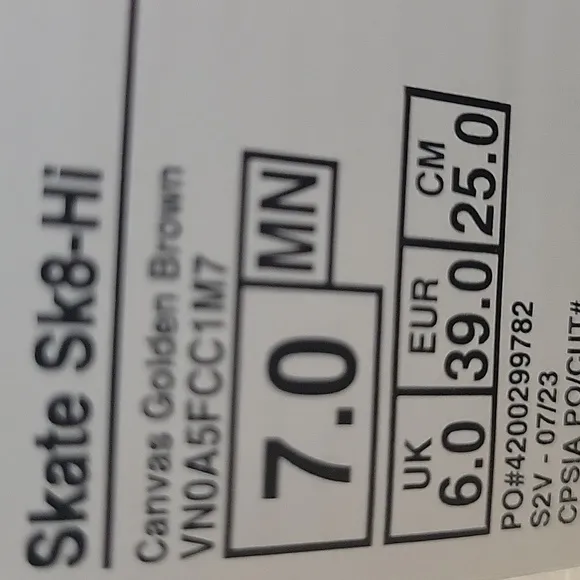 Skate Sk8-Hi
Canvas Golden Brown
VN0A5FCC1M7
7.0 MN
UK EUR CM
6.0 39.0 25.0
PO#4200299782
S2V - 07/23
CPSIA PO/CUT#